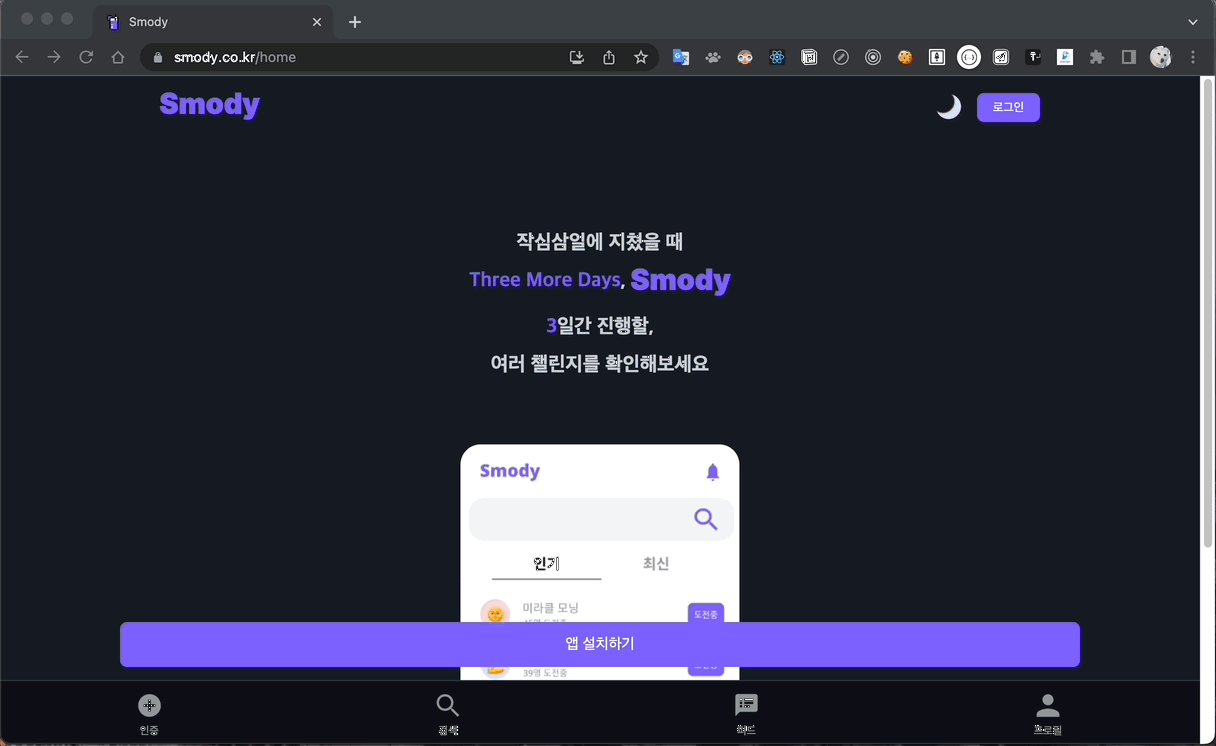 Smody
smody.co.kr/home
Smody
로그인
작심삼일에 지쳤을 때
Three More Days, Smody
3일간 진행할,
여러 챌린지를 확인해보세요
Smody
인기 최신
미라클 모닝
도전중
앱 설치하기
39명 도전중
인증 검색 피드 프로필